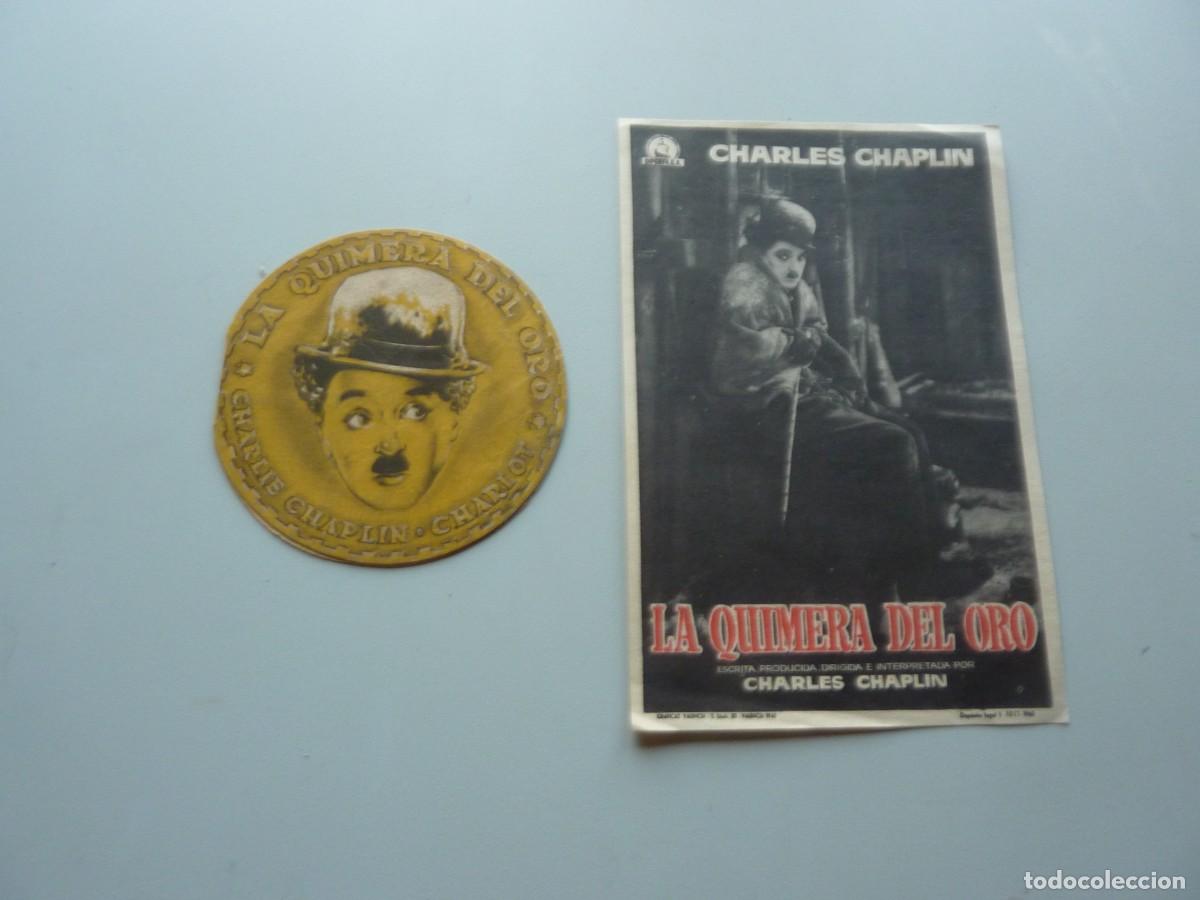 LA QUIMERA DEL ORO
CHARLIE CHAPLIN · CHARLOT
CHARLES CHAPLIN
LA QUIMERA DEL ORO
ESCRITA, PRODUCIDA, DIRIGIDA E INTERPRETADA POR
CHARLES CHAPLIN
todocoleccion